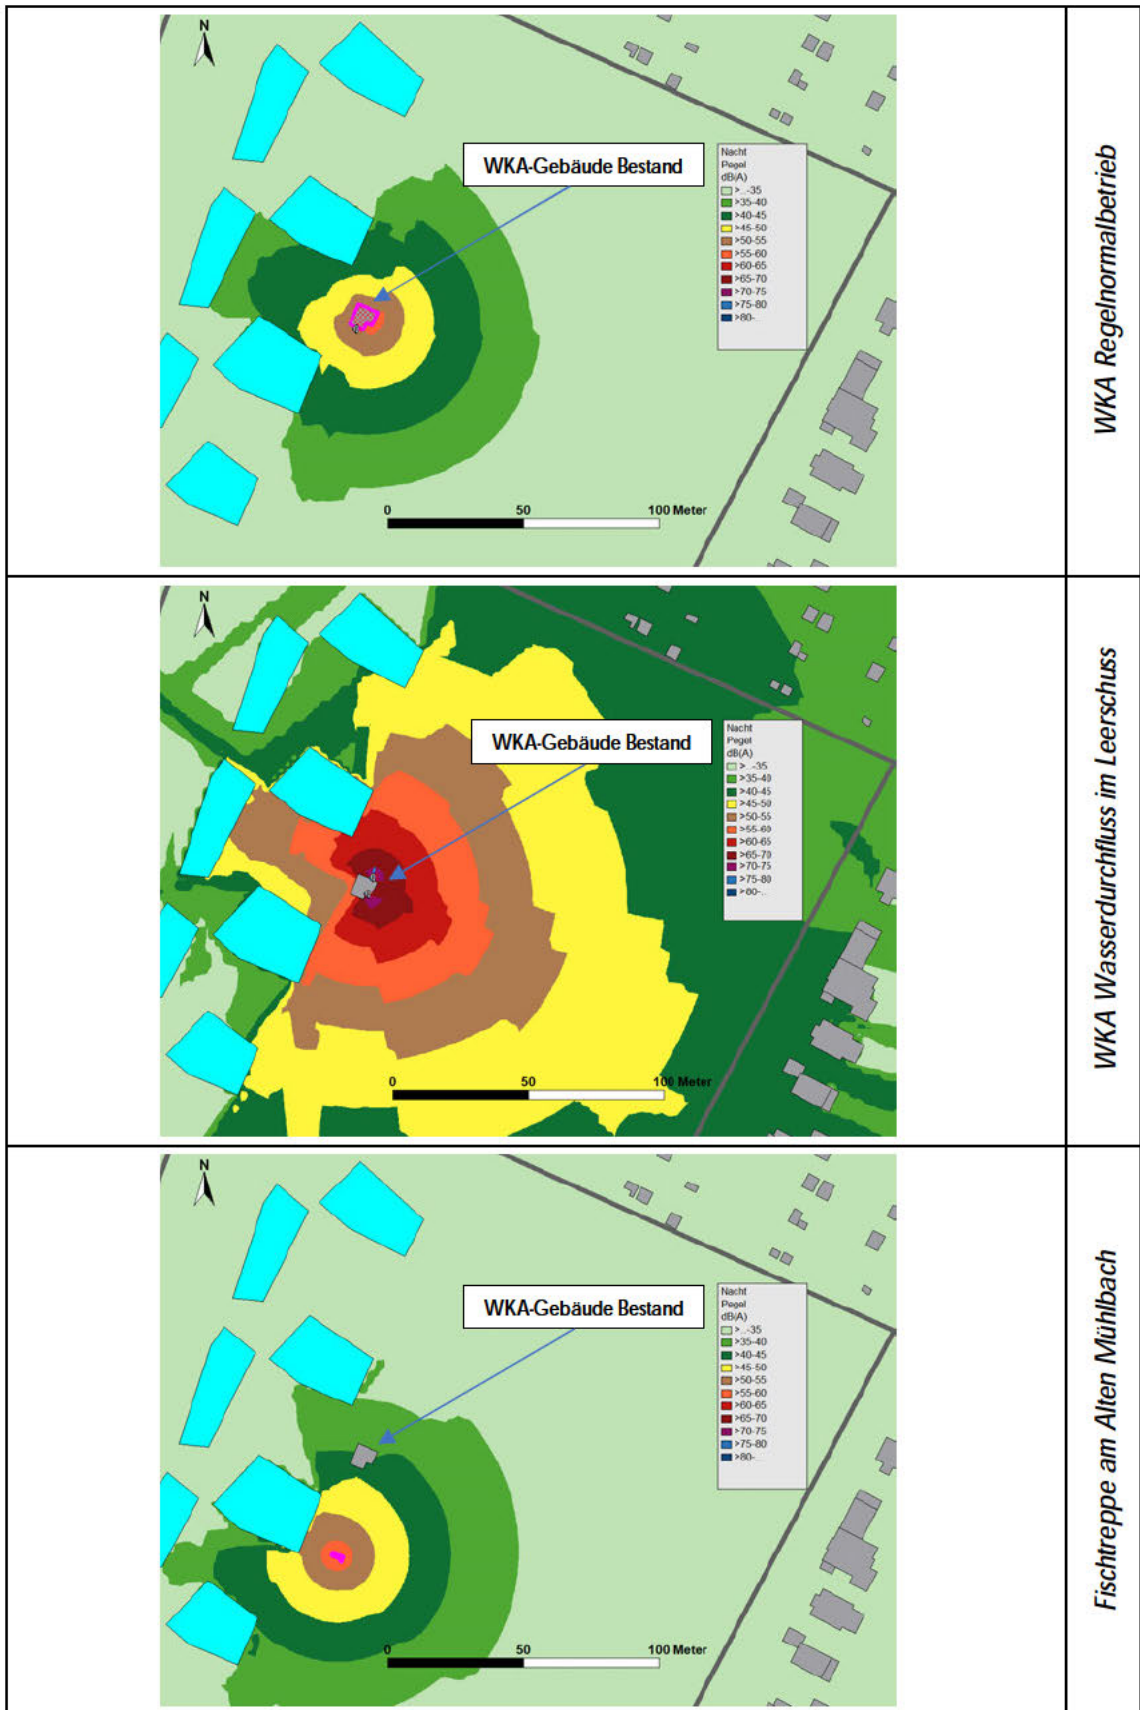 N
WKA-Gebäude Bestand
Nacht
Pegel
dB(A)
>...-35
>35-40
>40-45
>45-50
>50-55
>55-60
>60-65
>65-70
>70-75
>75-80
>80-...
0 50 100 Meter
WKA Regelnormalbetrieb
N
WKA-Gebäude Bestand
Nacht
Pegel
dB(A)
>...-35
>35-40
>40-45
>45-50
>50-55
>55-60
>60-65
>65-70
>70-75
>75-80
>80-...
0 50 100 Meter
WKA Wasserdurchfluss im Leerschuss
N
WKA-Gebäude Bestand
Nacht
Pegel
dB(A)
>...-35
>35-40
>40-45
>45-50
>50-55
>55-60
>60-65
>65-70
>70-75
>75-80
>80-...
0 50 100 Meter
Fischtreppe am Alten Mühlbach